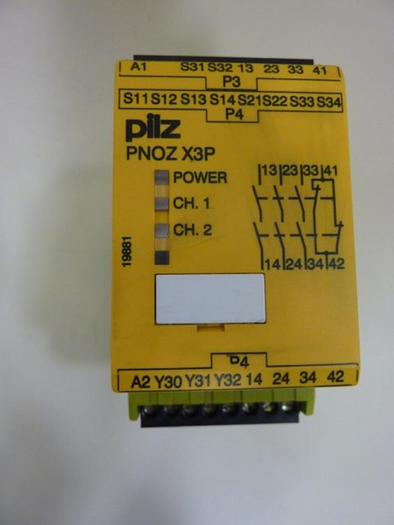 A1 S31 S32 13 23 33 41
P3
S11 S12 S13 S14 S21 S22 S33 S34
P4
pilz
PNOZ X3P
POWER
CH. 1
CH. 2
19881
13 23 33 41
14 24 34 42
P4
A2 Y30 Y31 Y32 14 24 34 42